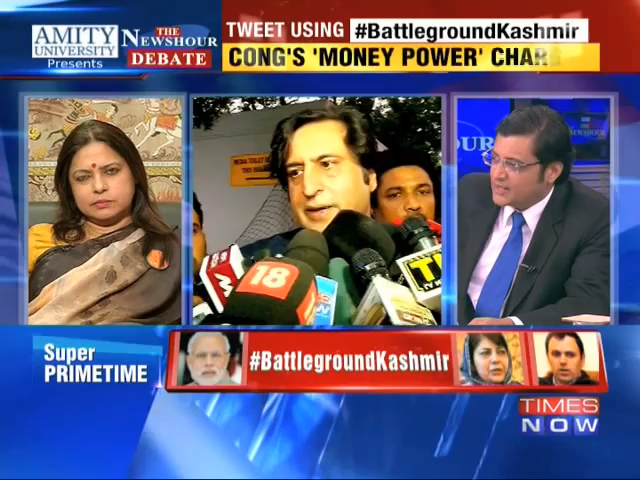 AMITY
UNIVERSITY
Presents
THE
NEWSHOUR
DEBATE
TWEET USING #BattlegroundKashmir
CONG'S 'MONEY POWER' CHAR
18
Super
PRIMETIME
#BattlegroundKashmir
TIMES
NOW